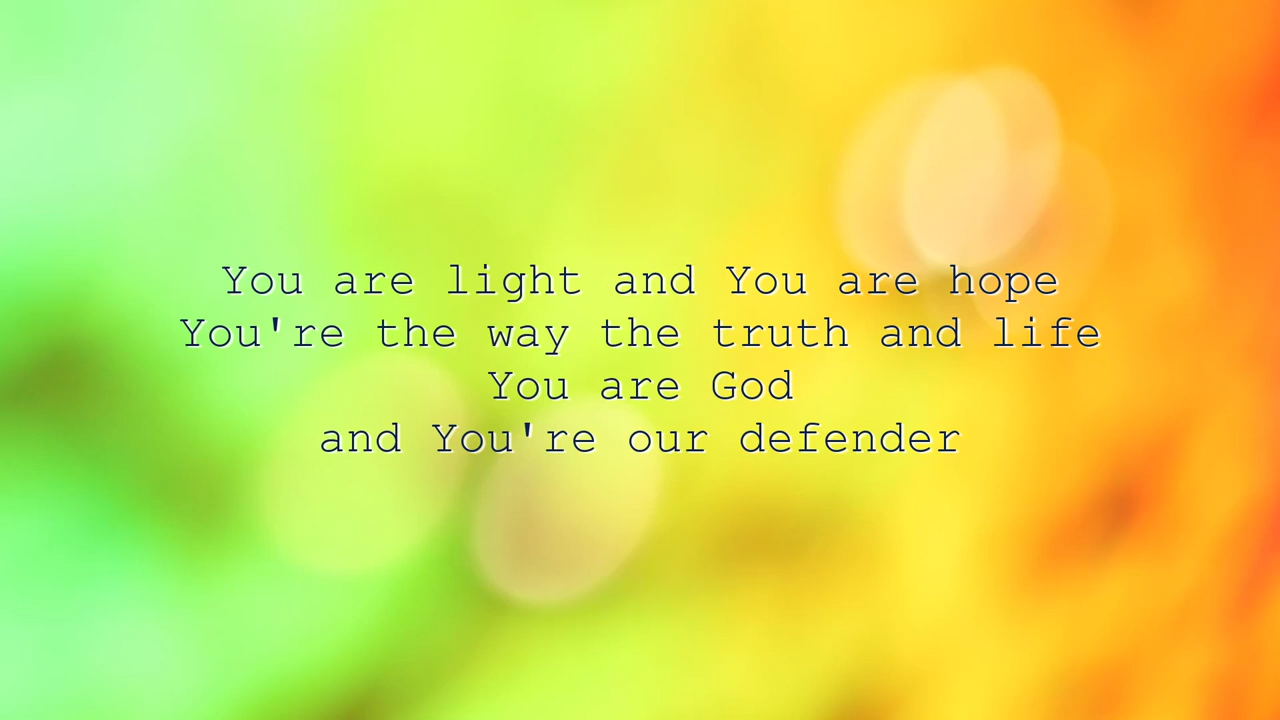 You are light and You are hope
You're the way the truth and life
You are God
and You're our defender